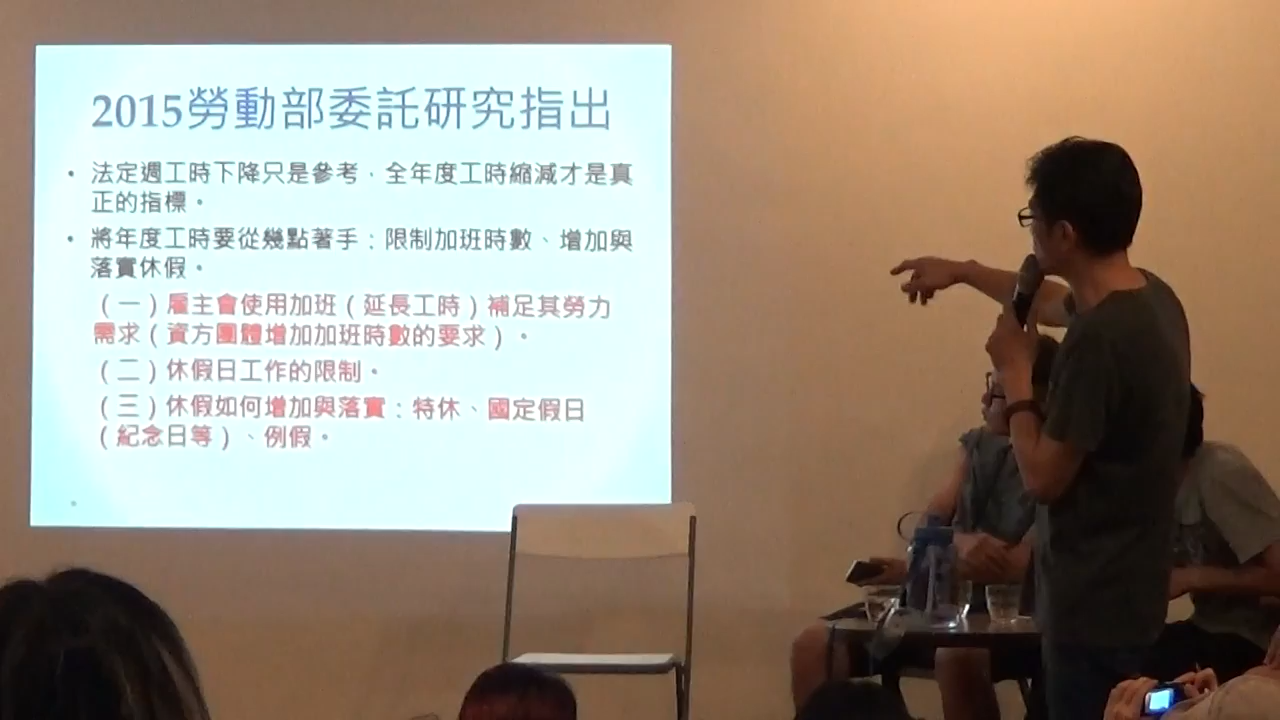 2015勞動部委託研究指出
• 法定週工時下降只是參考，全年度工時縮減才是真
正的指標。
• 將年度工時要從幾點著手：限制加班時數、增加與
落實休假。
（一）雇主會使用加班（延長工時）補足其勞力
需求（資方團體增加加班時數的要求）。
（二）休假日工作的限制。
（三）休假如何增加與落實：特休、國定假日
（紀念日等）、例假。